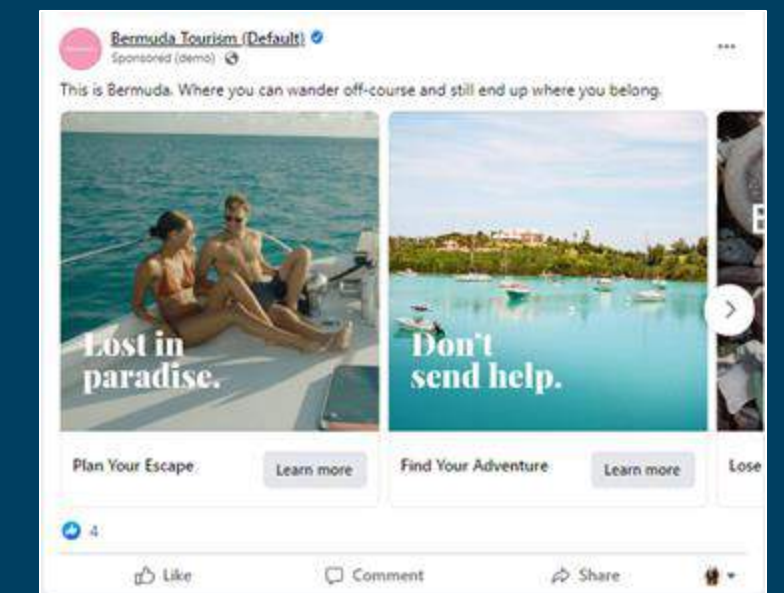 Bermuda Tourism (Default)
Sponsored (demo)
This is Bermuda. Where you can wander off-course and still end up where you belong.
Lost in
paradise.
Don't
send help.
Plan Your Escape
Learn more
Find Your Adventure
Learn more
Lose
4
Like
Comment
Share